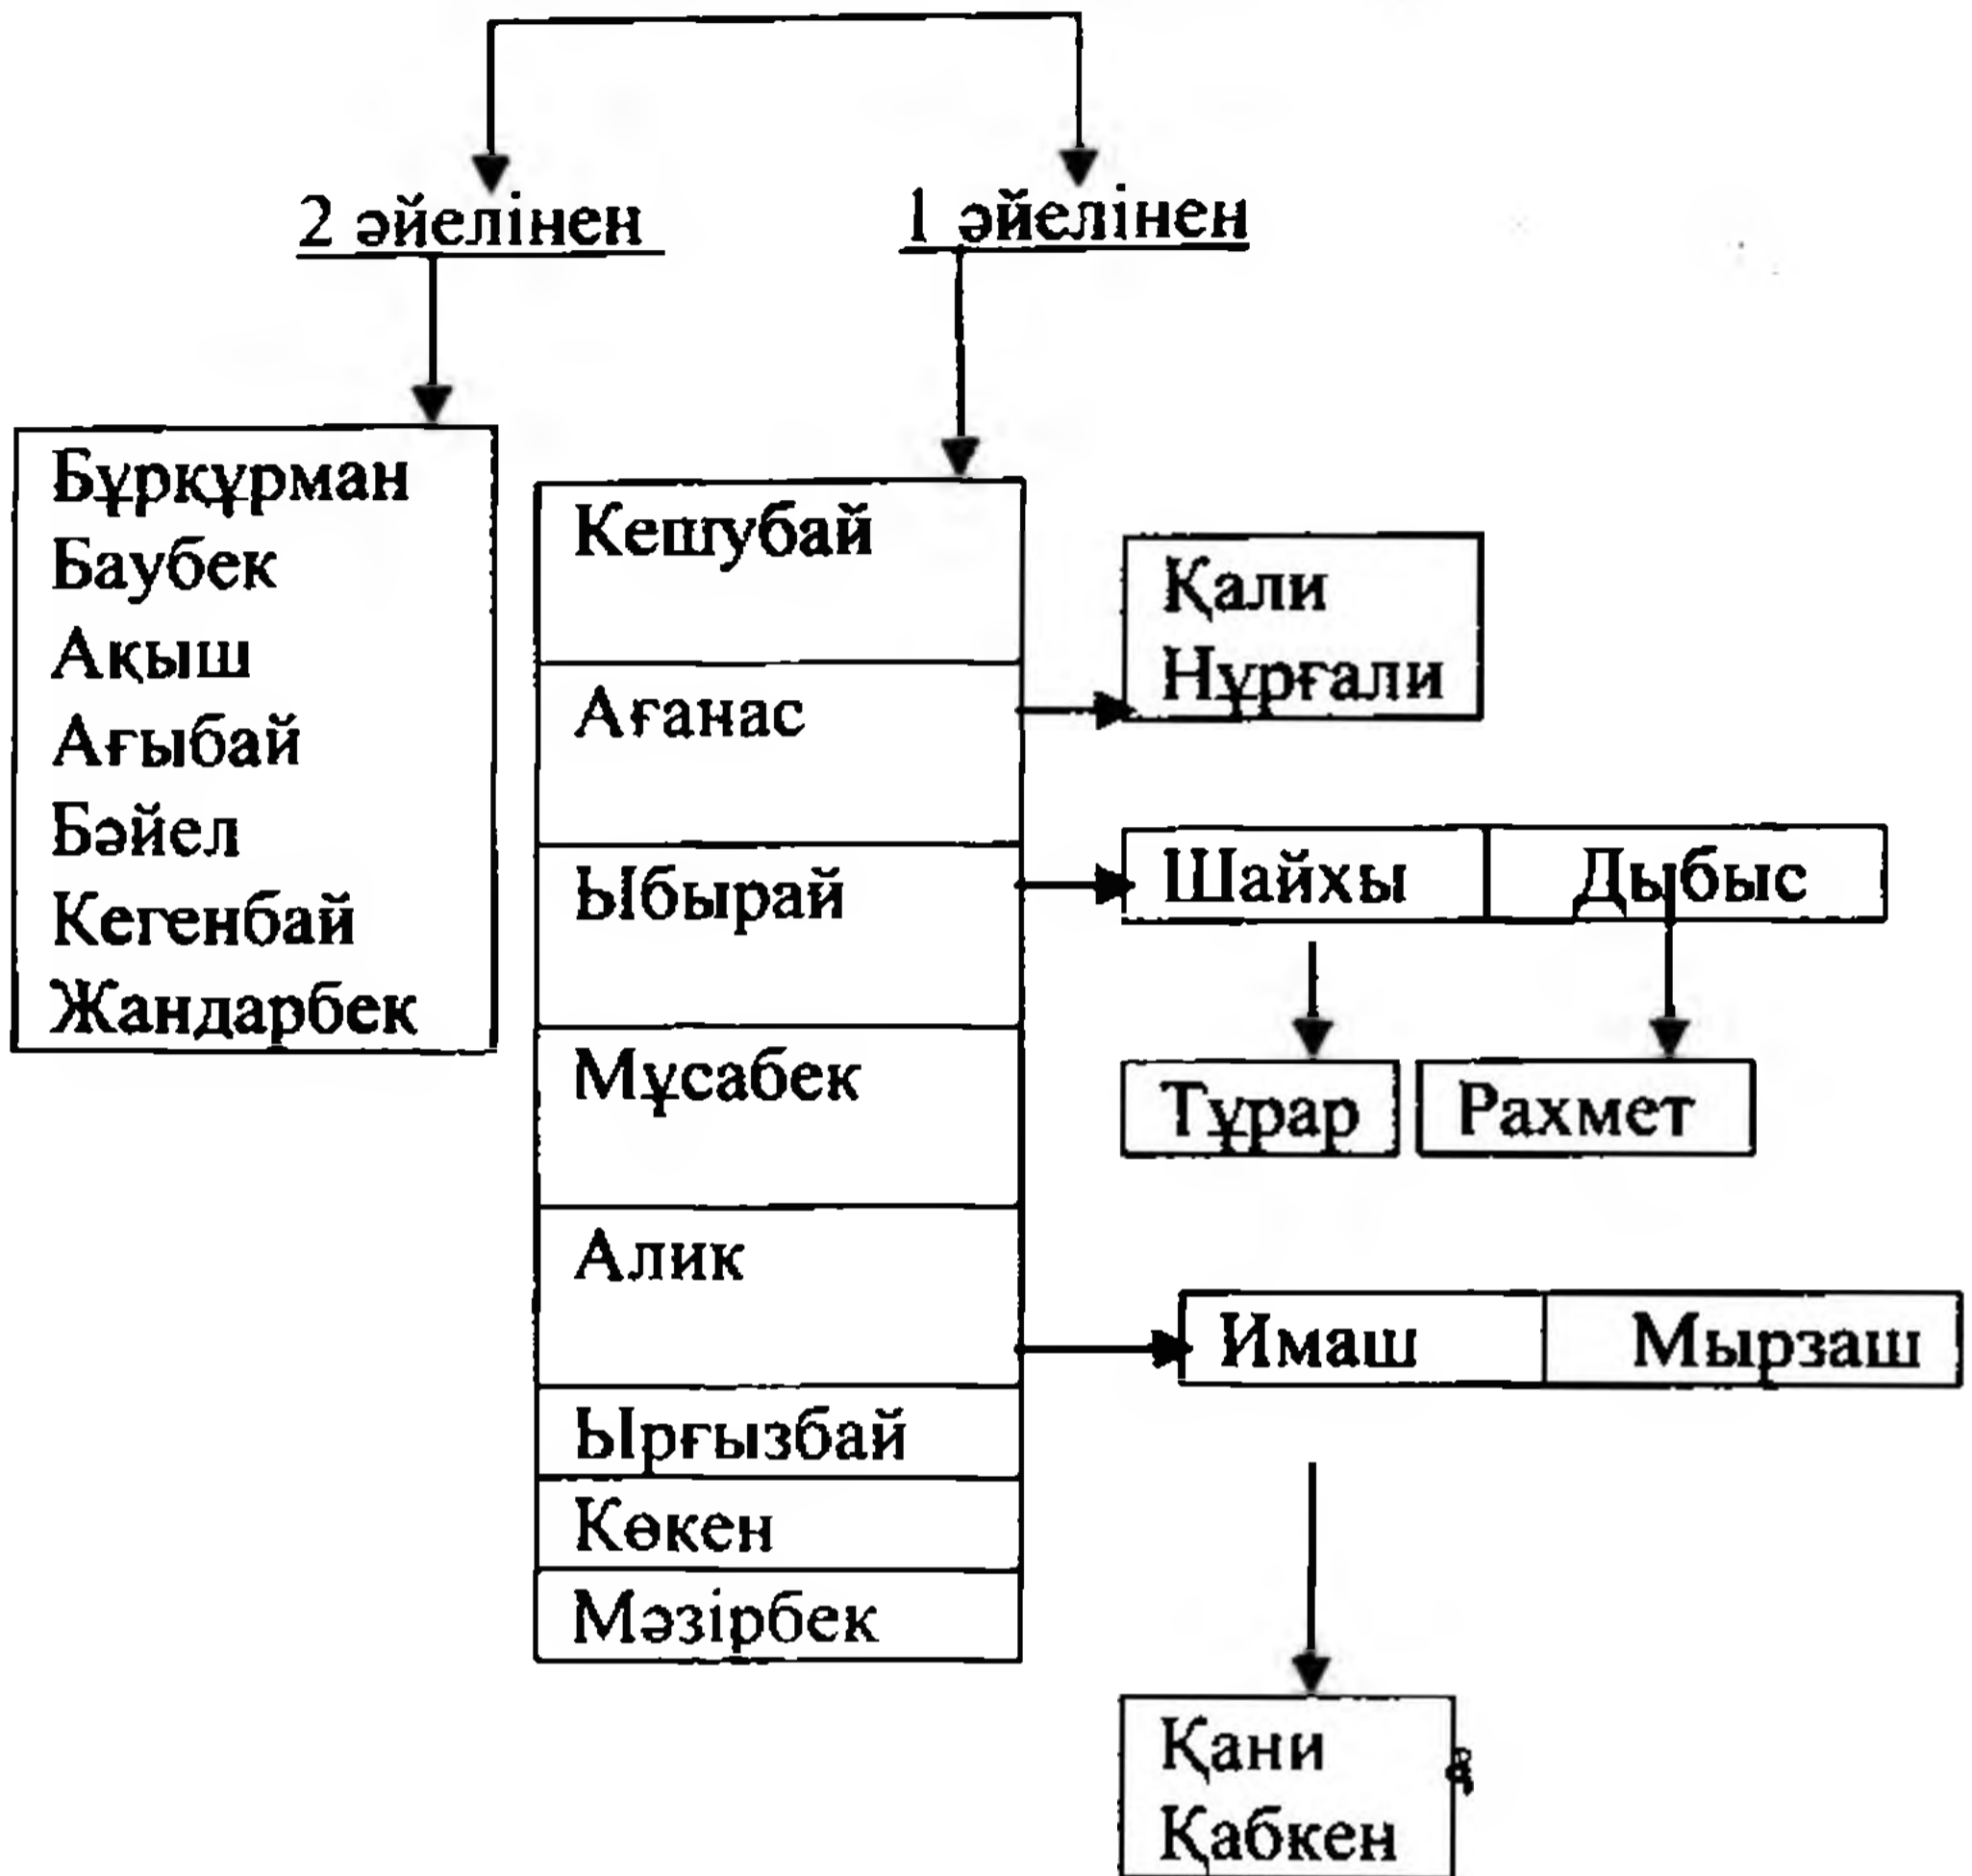 2 әйелінен
1 әйелінен
Бұрқұрман
Баубек
Ақыш
Ағыбай
Бәйел
Кегенбай
Жандарбек
Кешубай
Ағанас
Ыбырай
Мұсабек
Алик
Ырғызбай
Көкен
Мәзірбек
Қали
Нұрғали
Шайхы
Дыбыс
Тұрар
Рахмет
Имаш
Мырзаш
Қани
Қабкен